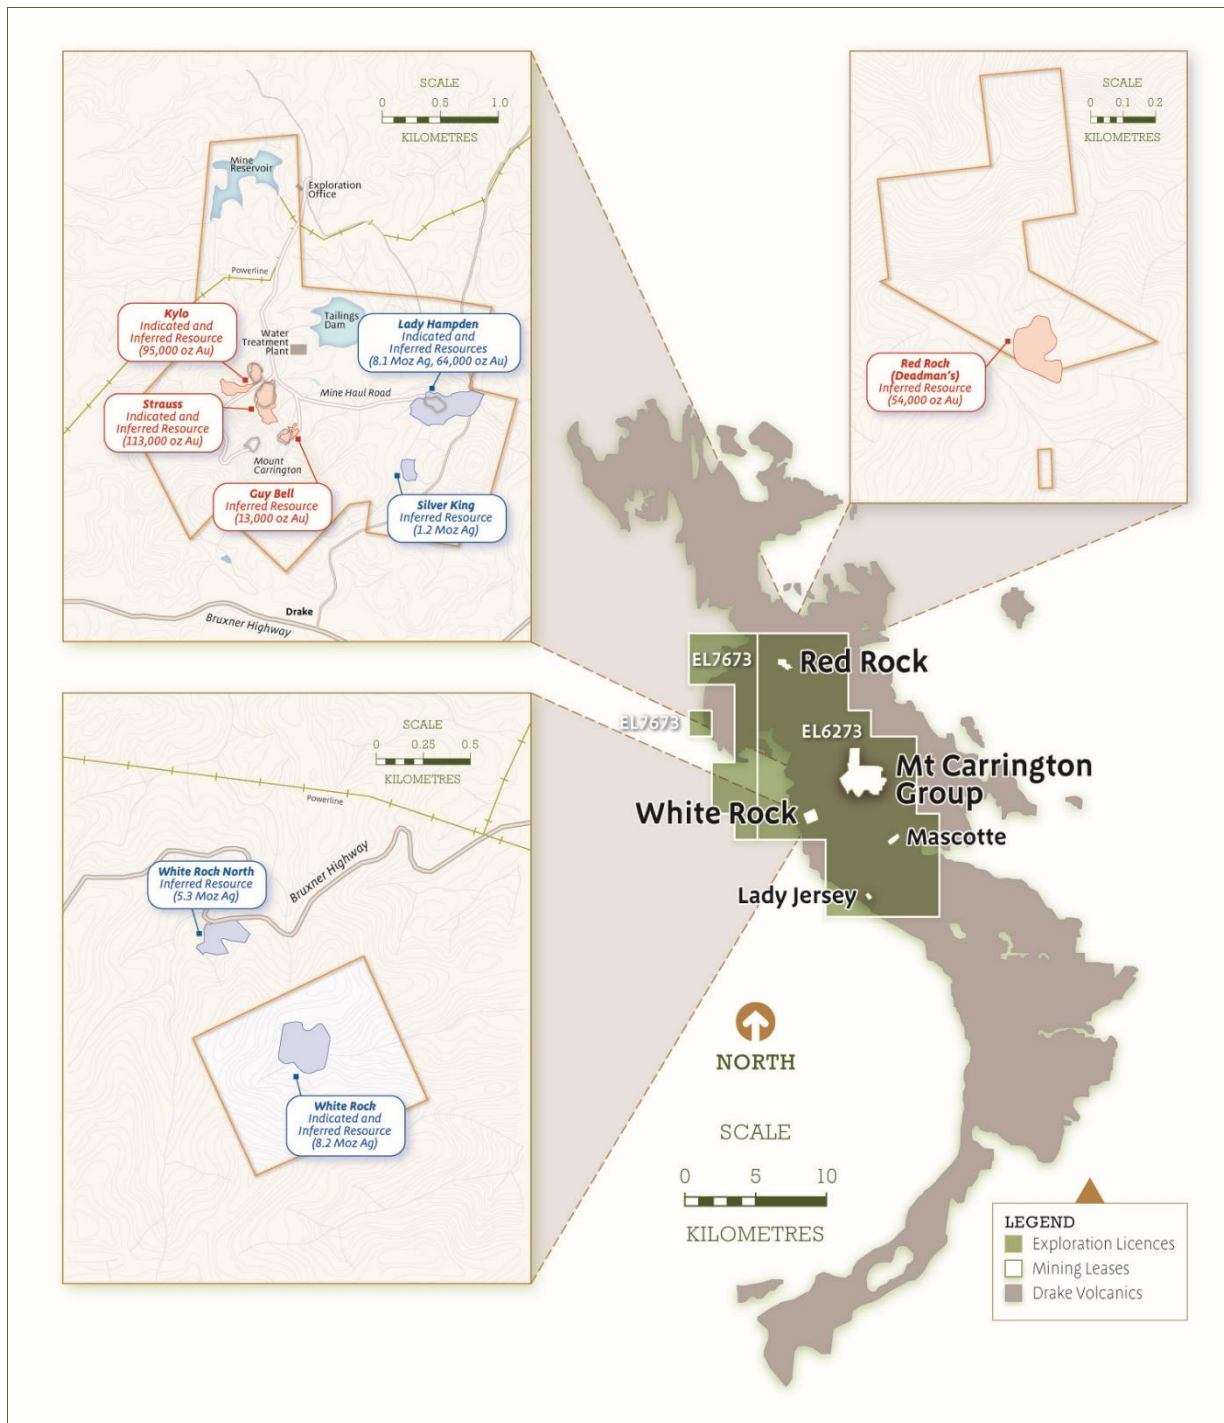 SCALE
0 0.5 1.0
KILOMETRES
Mine
Reservoir
Exploration
Office
Powerline
Kylo
Indicated and
Inferred Resource
(95,000 oz Au)
Water
Treatment
Plant
Tailings
Dam
Lady Hampden
Indicated and
Inferred Resources
(8.1 Moz Ag, 64,000 oz Au)
Mine Haul Road
Strauss
Indicated and
Inferred Resource
(113,000 oz Au)
Mount
Carrington
Guy Bell
Inferred Resource
(13,000 oz Au)
Silver King
Inferred Resource
(1.2 Moz Ag)
Drake
Bruxner Highway
SCALE
0 0.1 0.2
KILOMETRES
Red Rock
(Deadman's)
Inferred Resource
(54,000 oz Au)
SCALE
0 0.25 0.5
KILOMETRES
Powerline
Bruxner Highway
White Rock North
Inferred Resource
(5.3 Moz Ag)
White Rock
Indicated and
Inferred Resource
(8.2 Moz Ag)
EL7673
Red Rock
EL7673
EL6273
Mt Carrington
Group
White Rock
Mascotte
Lady Jersey
NORTH
SCALE
0 5 10
KILOMETRES
LEGEND
Exploration Licences
Mining Leases
Drake Volcanics